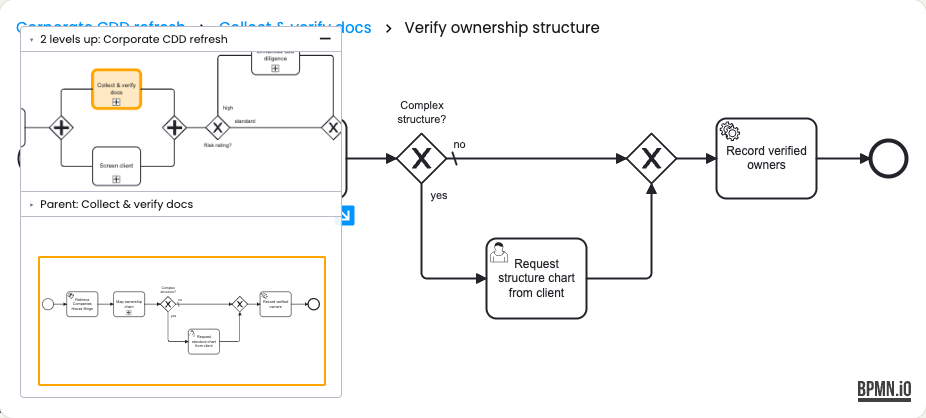 Corporate CDD refresh › Collect & verify docs › Verify ownership structure
2 levels up: Corporate CDD refresh
diligence
Collect & verify
docs
high
standard
Risk rating?
Screen client
Parent: Collect & verify docs
Retrieve
Companies
House filings
Map ownership
chain
Complex
structure?
no
yes
Request
structure chart
from client
Record verified
owners
Complex
structure?
no
yes
Request
structure chart
from client
Record verified
owners
BPMN.iO